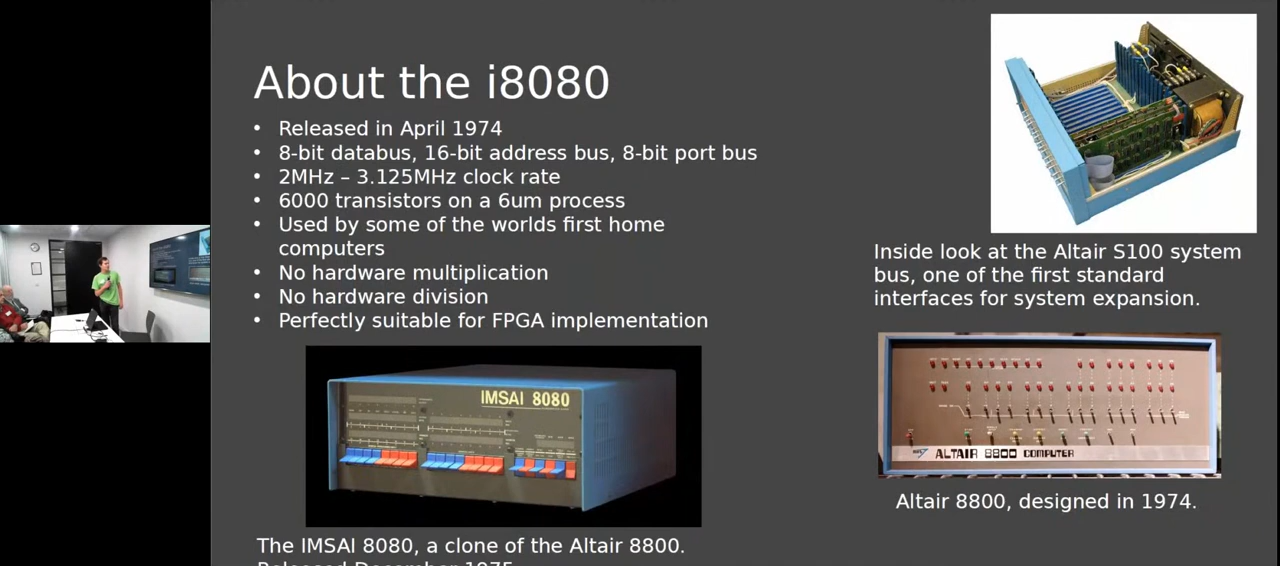 About the i8080
• Released in April 1974
• 8-bit databus, 16-bit address bus, 8-bit port bus
• 2MHz – 3.125MHz clock rate
• 6000 transistors on a 6um process
• Used by some of the worlds first home
computers
• No hardware multiplication
• No hardware division
• Perfectly suitable for FPGA implementation
IMSAI 8080
The IMSAI 8080, a clone of the Altair 8800.
Released December 1975
Inside look at the Altair S100 system
bus, one of the first standard
interfaces for system expansion.
ALTAIR 8800 COMPUTER
Altair 8800, designed in 1974.